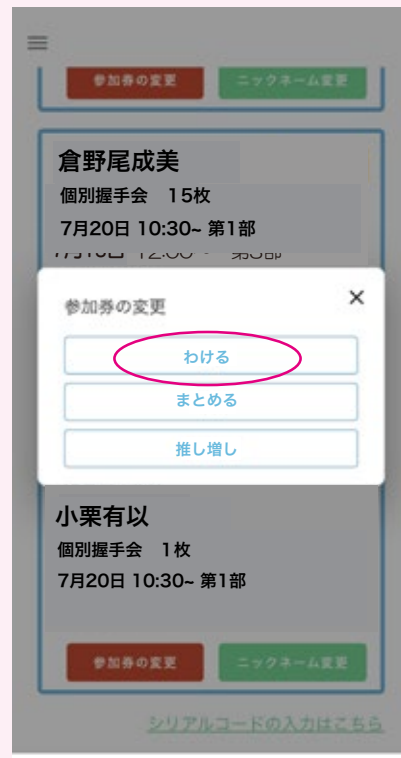 参加券の変更 ニックネーム変更
倉野尾成美
個別握手会 15枚
7月20日 10:30~ 第1部
参加券の変更 ×
わける
まとめる
推し増し
小栗有以
個別握手会 1枚
7月20日 10:30~ 第1部
参加券の変更 ニックネーム変更
シリアルコードの入力はこちら